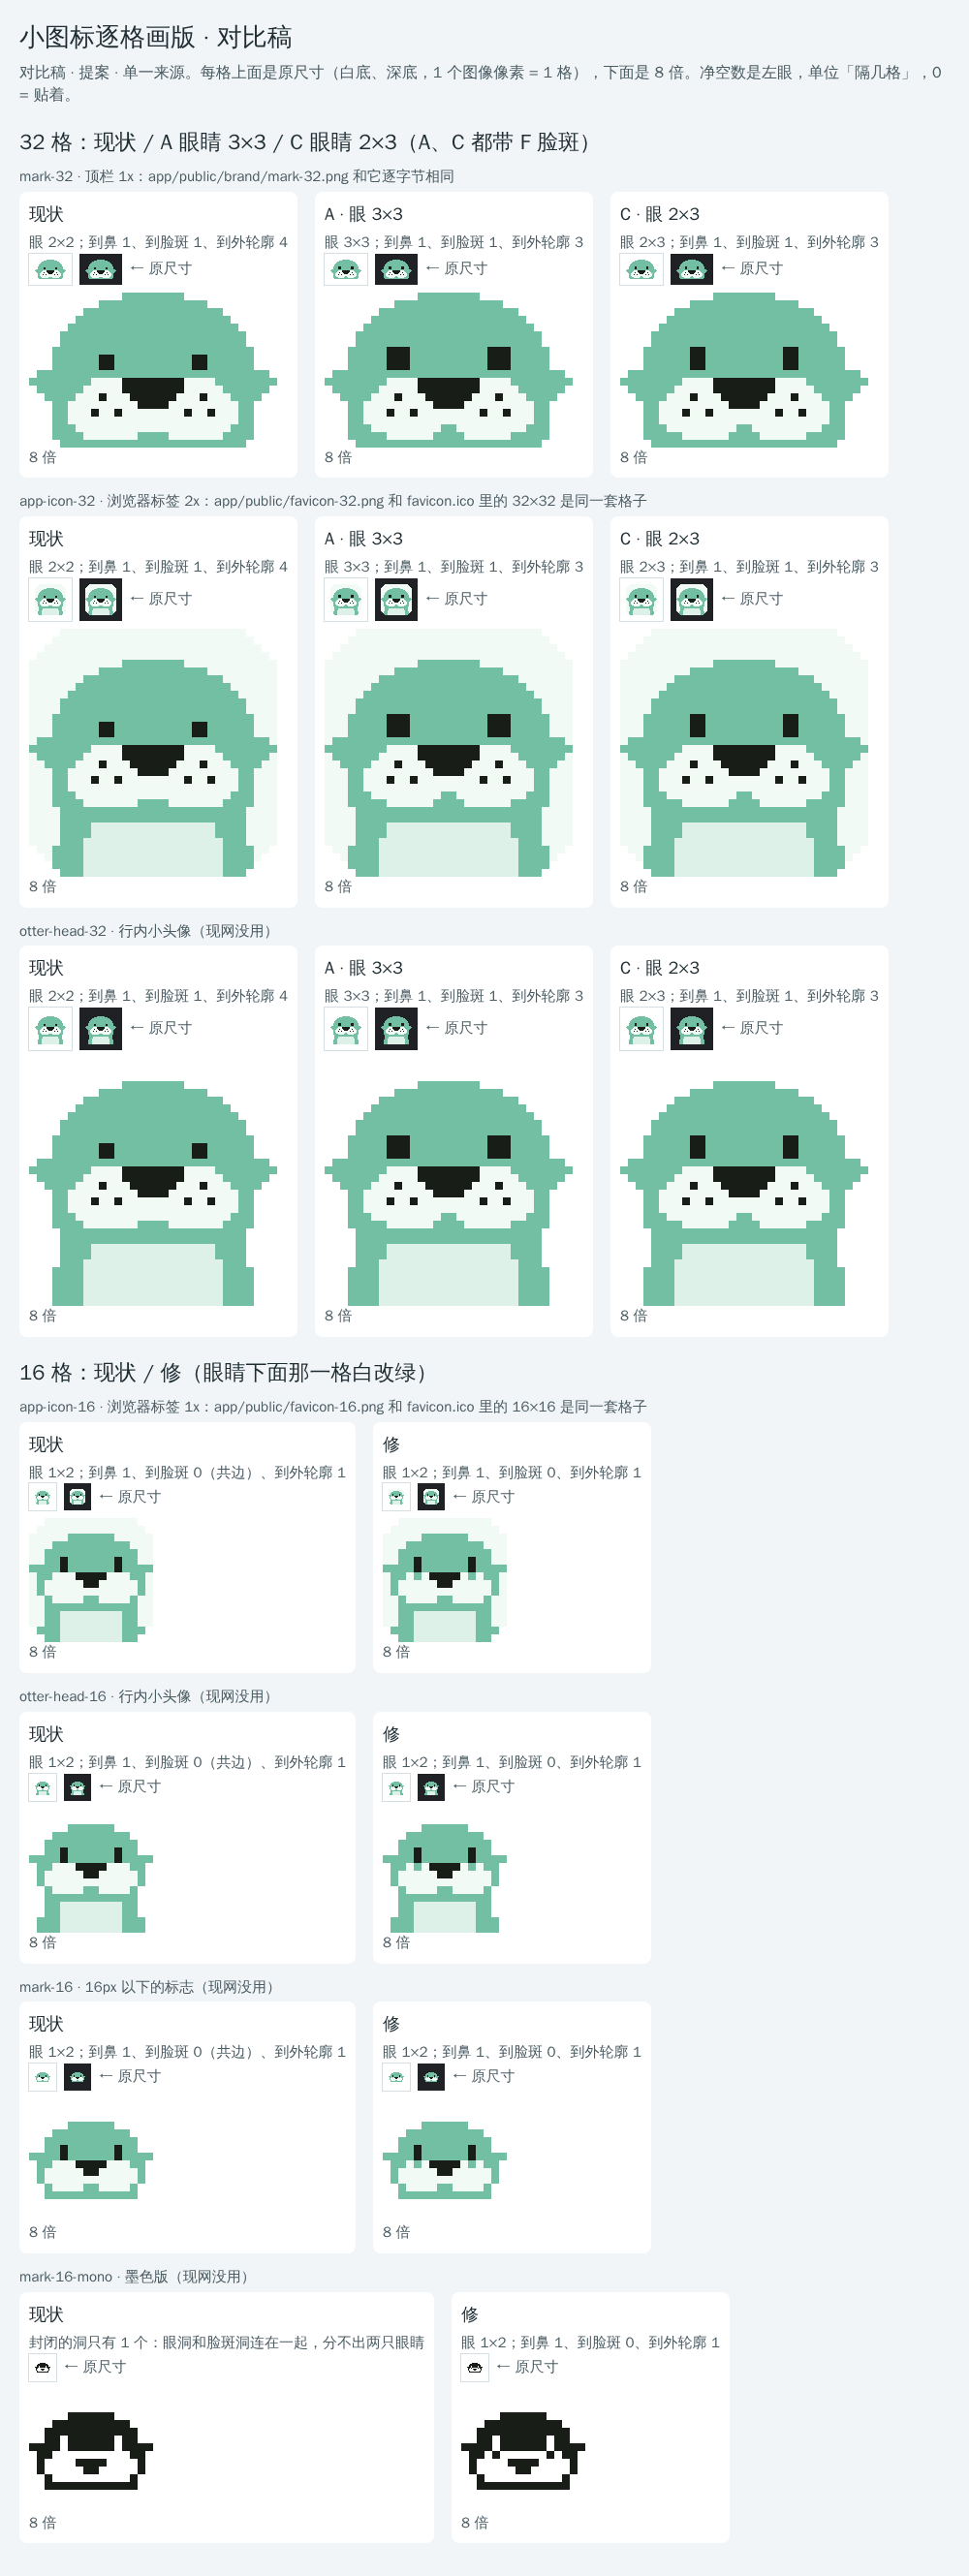 小图标逐格画版 · 对比稿
对比稿 · 提案 · 单一来源。每格上面是原尺寸（白底、深底，1 个图像像素 = 1 格），下面是 8 倍。净空数是左眼，单位「隔几格」，0
= 贴着。
32 格：现状 / A 眼睛 3×3 / C 眼睛 2×3（A、C 都带 F 脸斑）
mark-32 · 顶栏 1x：app/public/brand/mark-32.png 和它逐字节相同
现状
眼 2×2；到鼻 1、到脸斑 1、到外轮廓 4
← 原尺寸
8 倍
A · 眼 3×3
眼 3×3；到鼻 1、到脸斑 1、到外轮廓 3
← 原尺寸
8 倍
C · 眼 2×3
眼 2×3；到鼻 1、到脸斑 1、到外轮廓 3
← 原尺寸
8 倍
app-icon-32 · 浏览器标签 2x：app/public/favicon-32.png 和 favicon.ico 里的 32×32 是同一套格子
现状
眼 2×2；到鼻 1、到脸斑 1、到外轮廓 4
← 原尺寸
8 倍
A · 眼 3×3
眼 3×3；到鼻 1、到脸斑 1、到外轮廓 3
← 原尺寸
8 倍
C · 眼 2×3
眼 2×3；到鼻 1、到脸斑 1、到外轮廓 3
← 原尺寸
8 倍
otter-head-32 · 行内小头像（现网没用）
现状
眼 2×2；到鼻 1、到脸斑 1、到外轮廓 4
← 原尺寸
8 倍
A · 眼 3×3
眼 3×3；到鼻 1、到脸斑 1、到外轮廓 3
← 原尺寸
8 倍
C · 眼 2×3
眼 2×3；到鼻 1、到脸斑 1、到外轮廓 3
← 原尺寸
8 倍
16 格：现状 / 修（眼睛下面那一格白改绿）
app-icon-16 · 浏览器标签 1x：app/public/favicon-16.png 和 favicon.ico 里的 16×16 是同一套格子
现状
眼 1×2；到鼻 1、到脸斑 0（共边）、到外轮廓 1
← 原尺寸
8 倍
修
眼 1×2；到鼻 1、到脸斑 0、到外轮廓 1
← 原尺寸
8 倍
otter-head-16 · 行内小头像（现网没用）
现状
眼 1×2；到鼻 1、到脸斑 0（共边）、到外轮廓 1
← 原尺寸
8 倍
修
眼 1×2；到鼻 1、到脸斑 0、到外轮廓 1
← 原尺寸
8 倍
mark-16 · 16px 以下的标志（现网没用）
现状
眼 1×2；到鼻 1、到脸斑 0（共边）、到外轮廓 1
← 原尺寸
8 倍
修
眼 1×2；到鼻 1、到脸斑 0、到外轮廓 1
← 原尺寸
8 倍
mark-16-mono · 墨色版（现网没用）
现状
封闭的洞只有 1 个：眼洞和脸斑洞连在一起，分不出两只眼睛
← 原尺寸
8 倍
修
眼 1×2；到鼻 1、到脸斑 0、到外轮廓 1
← 原尺寸
8 倍